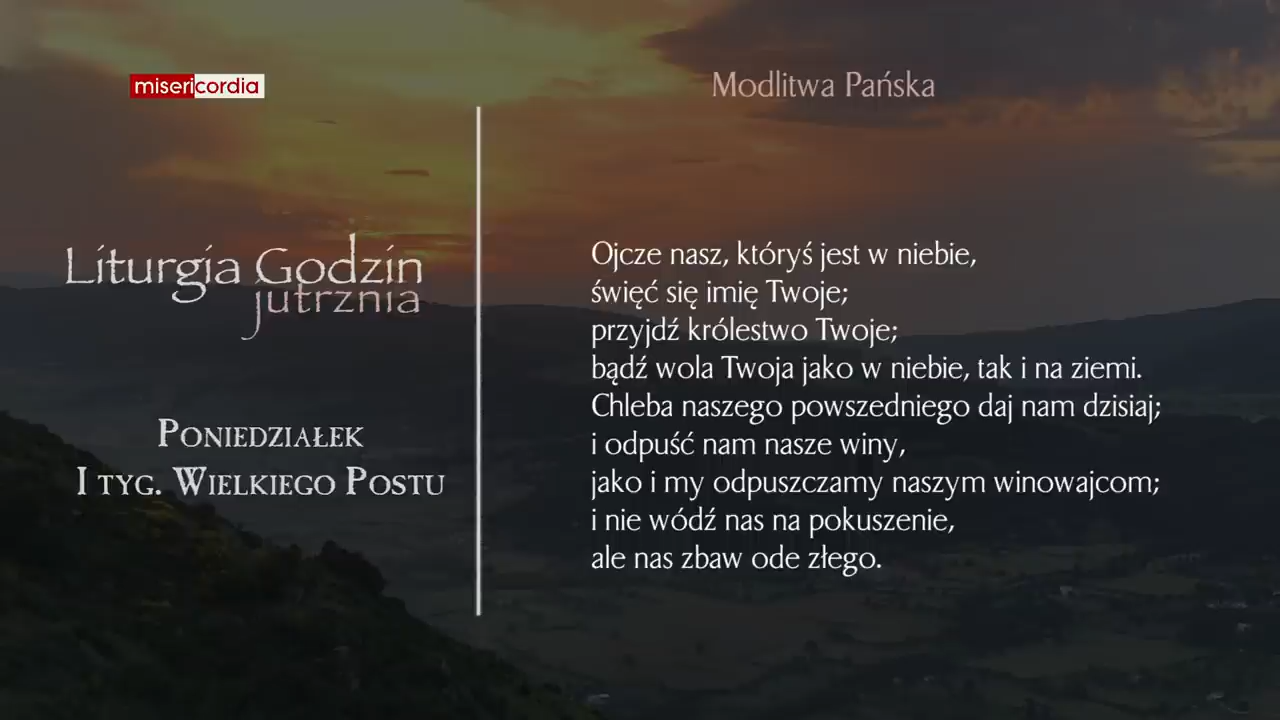 misericordia
Liturgia Godzin
jutrznia
Poniedziałek
I tyg. Wielkiego Postu
Modlitwa Pańska
Ojcze nasz, któryś jest w niebie,
święć się imię Twoje;
przyjdź królestwo Twoje;
bądź wola Twoja jako w niebie, tak i na ziemi.
Chleba naszego powszedniego daj nam dzisiaj;
i odpuść nam nasze winy,
jako i my odpuszczamy naszym winowajcom;
i nie wódź nas na pokuszenie,
ale nas zbaw ode złego.